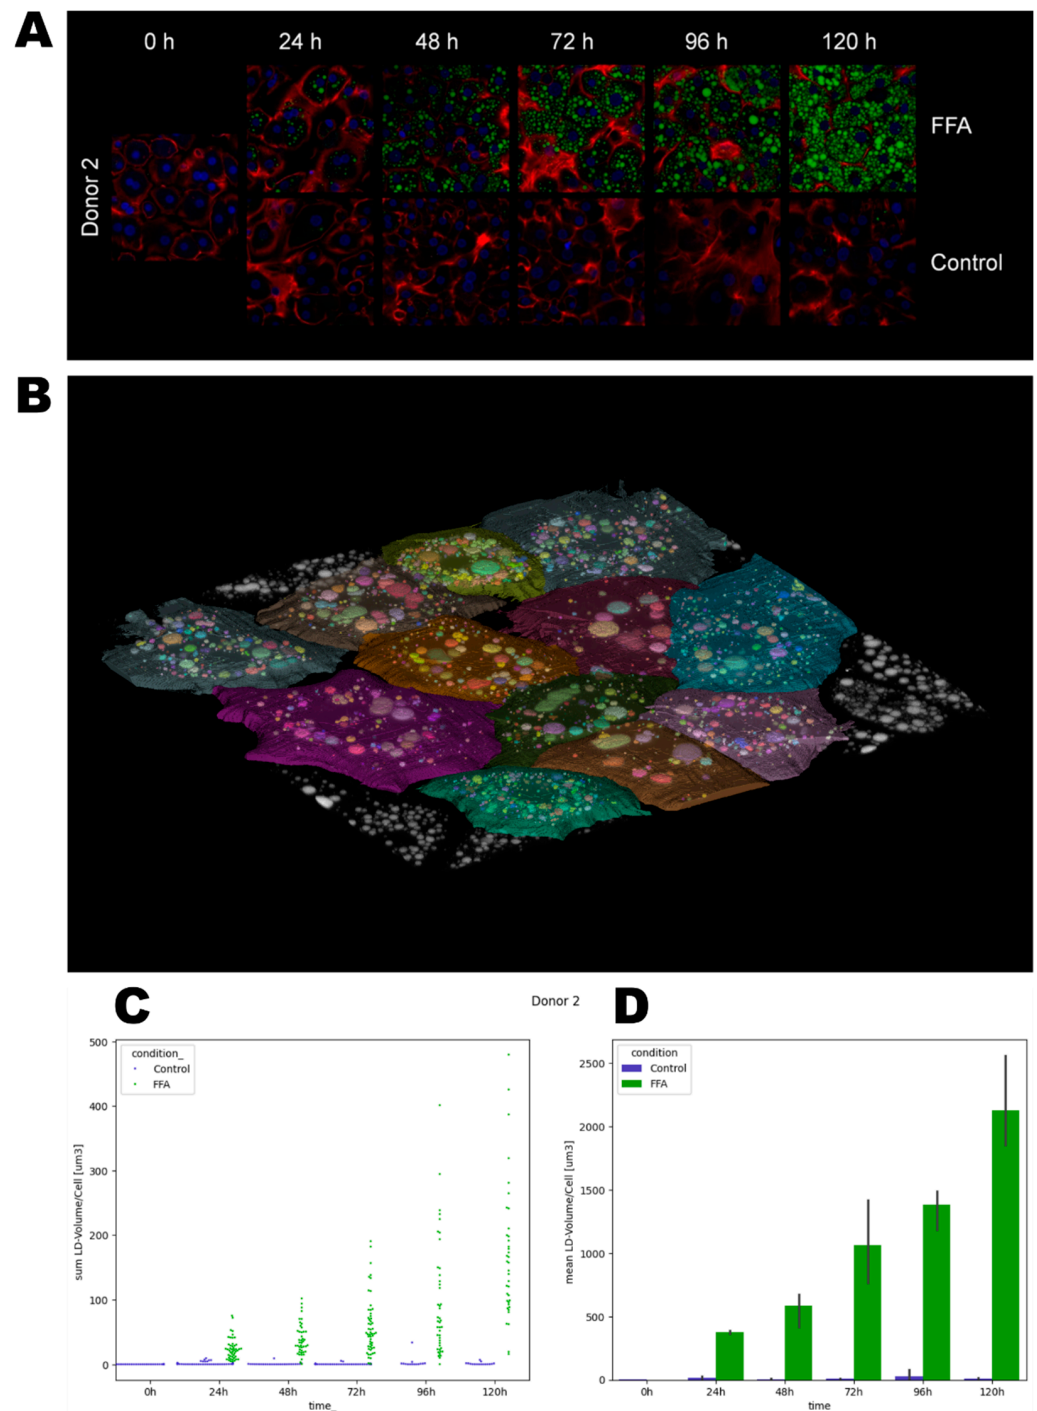 A
0 h
24 h
48 h
72 h
96 h
120 h
Donor 2
FFA
Control
B
C
Donor 2
D
condition_
Control
FFA
500
400
300
200
100
0
sum LD-Volume/Cell [um3]
0h
24h
48h
72h
96h
120h
time_
condition
Control
FFA
2500
2000
1500
1000
500
0
mean LD-Volume/Cell [um3]
0h
24h
48h
72h
96h
120h
time